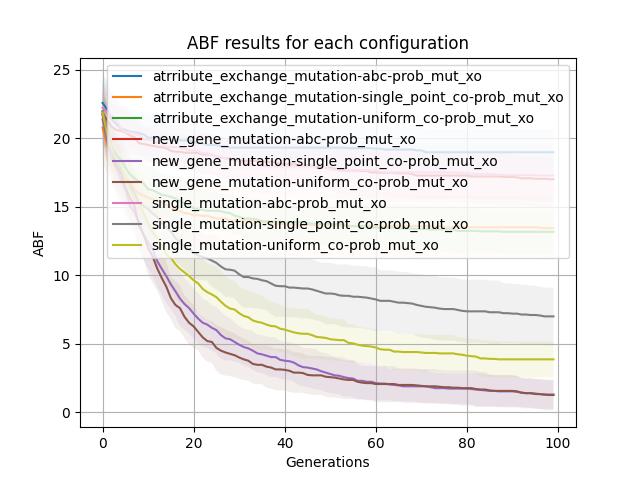 ABF results for each configuration
25
20
15
10
5
0
ABF
atrribute_exchange_mutation-abc-prob_mut_xo
atrribute_exchange_mutation-single_point_co-prob_mut_xo
atrribute_exchange_mutation-uniform_co-prob_mut_xo
new_gene_mutation-abc-prob_mut_xo
new_gene_mutation-single_point_co-prob_mut_xo
new_gene_mutation-uniform_co-prob_mut_xo
single_mutation-abc-prob_mut_xo
single_mutation-single_point_co-prob_mut_xo
single_mutation-uniform_co-prob_mut_xo
0 20 40 60 80 100
Generations